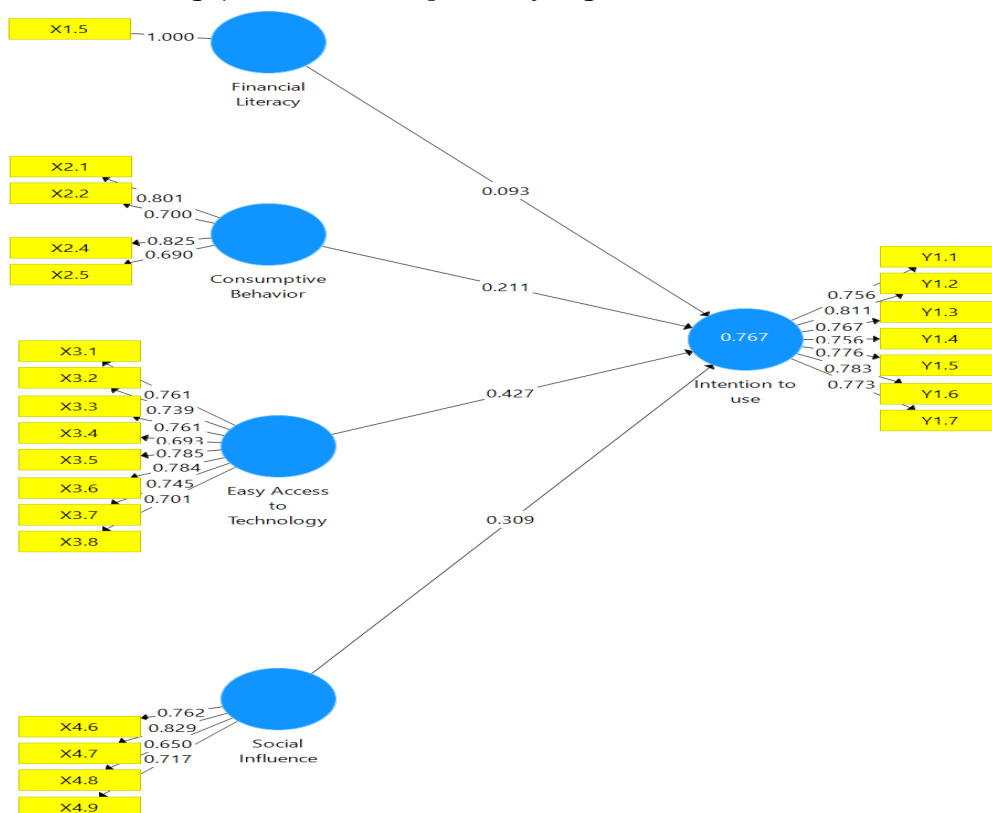 X1.5
1.000
Financial
Literacy
0.093
X2.1
X2.2
0.801
0.700
X2.4
0.825
X2.5
0.690
Consumptive
Behavior
0.211
Y1.1
Y1.2
Y1.3
Y1.4
Y1.5
Y1.6
Y1.7
0.756
0.811
0.767
0.756
0.776
0.783
0.773
0.767
Intention to
use
X3.1
X3.2
X3.3
X3.4
X3.5
X3.6
X3.7
X3.8
0.761
0.739
0.761
0.693
0.785
0.784
0.745
0.701
Easy Access
to
Technology
0.427
0.309
X4.6
X4.7
X4.8
X4.9
0.762
0.829
0.650
0.717
Social
Influence